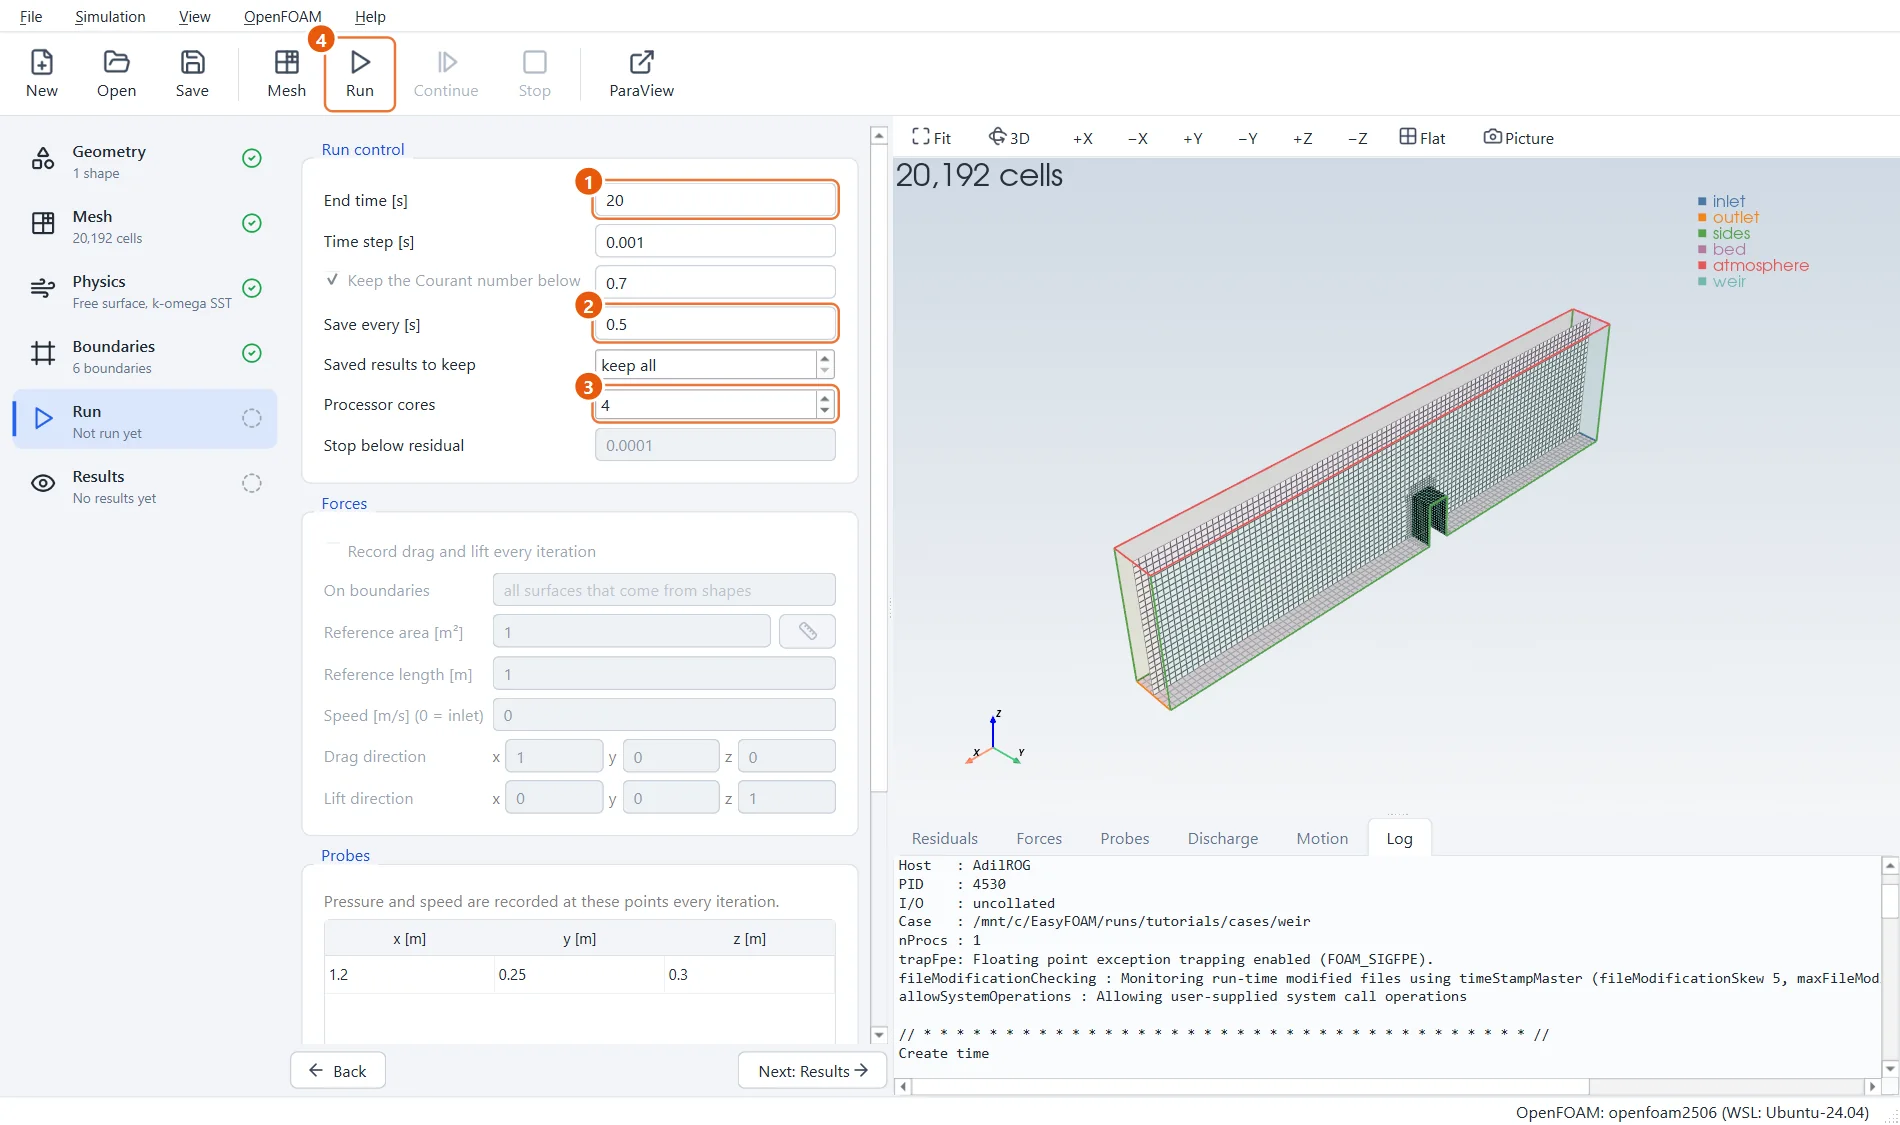 File Simulation View OpenFOAM Help
4
New Open Save Mesh Run Continue Stop ParaView
Geometry
1 shape
Mesh
20,192 cells
Physics
Free surface, k-omega SST
Boundaries
6 boundaries
Run
Not run yet
Results
No results yet
Run control
1
End time [s] 20
Time step [s] 0.001
Keep the Courant number below 0.7
2
Save every [s] 0.5
Saved results to keep keep all
3
Processor cores 4
Stop below residual 0.0001
Forces
Record drag and lift every iteration
On boundaries all surfaces that come from shapes
Reference area [m²] 1
Reference length [m] 1
Speed [m/s] (0 = inlet) 0
Drag direction x 1 y 0 z 0
Lift direction x 0 y 0 z 1
Probes
Pressure and speed are recorded at these points every iteration.
x [m] y [m] z [m]
1.2 0.25 0.3
Back Next: Results
Fit 3D +X −X +Y −Y +Z −Z Flat Picture
20,192 cells
inlet
outlet
sides
bed
atmosphere
weir
Z
X Y
Residuals Forces Probes Discharge Motion Log
Host : AdilROG
PID : 4530
I/O : uncollated
Case : /mnt/c/EasyFOAM/runs/tutorials/cases/weir
nProcs : 1
trapFpe: Floating point exception trapping enabled (FOAM_SIGFPE).
fileModificationChecking : Monitoring run-time modified files using timeStampMaster (fileModificationSkew 5, maxFileMod
allowSystemOperations : Allowing user-supplied system call operations
// * * * * * * * * * * * * * * * * * * * * * * * * * * * * * * * * * * * * * //
Create time
OpenFOAM: openfoam2506 (WSL: Ubuntu-24.04)